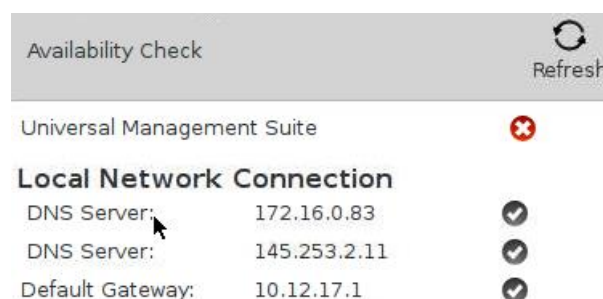 Availability Check
Refresh
Universal Management Suite
Local Network Connection
DNS Server: 172.16.0.83
DNS Server: 145.253.2.11
Default Gateway: 10.12.17.1